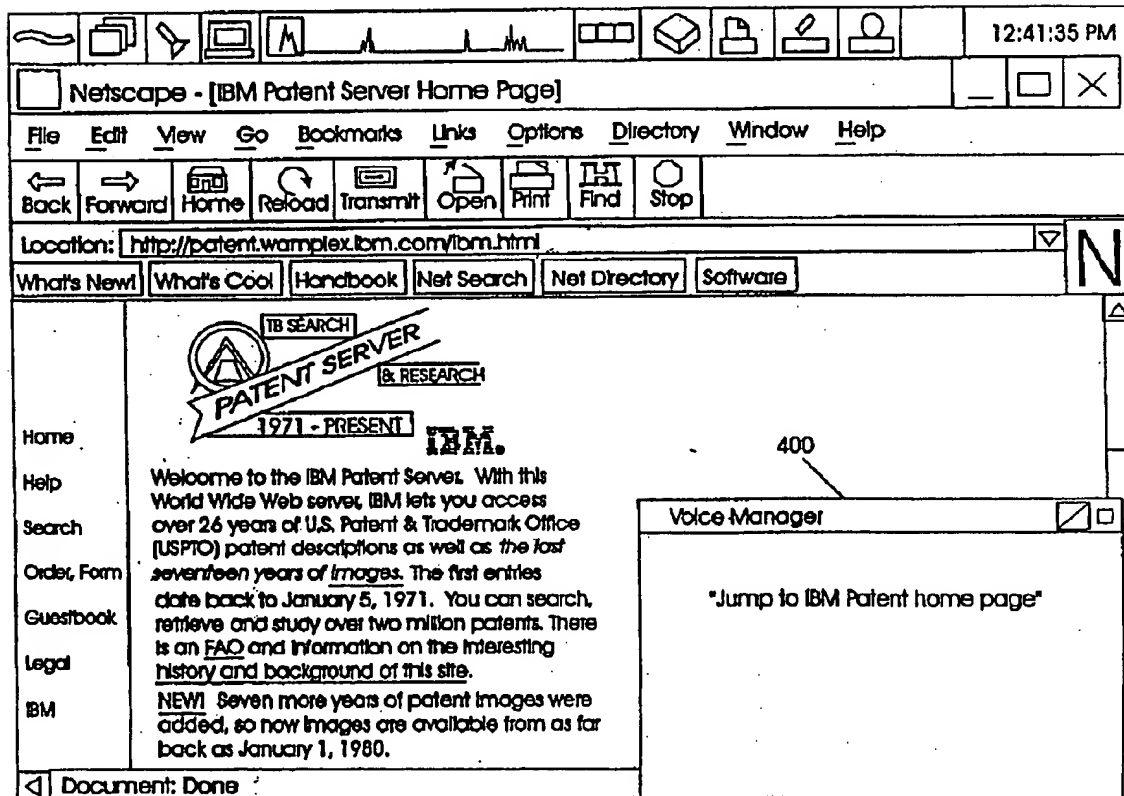 12:41:35 PM
Netscape - [IBM Patent Server Home Page]
File Edit View Go Bookmarks Links Options Directory Window Help
Back Forward Home Reload Transmit Open Print Find Stop
Location: http://patent.wamplex.ibm.com/ibm.html
N
What's New! What's Cool Handbook Net Search Net Directory Software
TB SEARCH
PATENT SERVER
& RESEARCH
1971 - PRESENT
IBM.
Home
Help
Search
Order, Form
Guestbook
Legal
IBM
Welcome to the IBM Patent Server. With this
World Wide Web server, IBM lets you access
over 26 years of U.S. Patent & Trademark Office
(USPTO) patent descriptions as well as the last
seventeen years of images. The first entries
date back to January 5, 1971. You can search,
retrieve and study over two million patents. There
is an FAQ and information on the interesting
history and background of this site.
NEW! Seven more years of patent images were
added, so now images are available from as far
back as January 1, 1980.
400
Voice Manager
"Jump to IBM Patent home page"
Document: Done